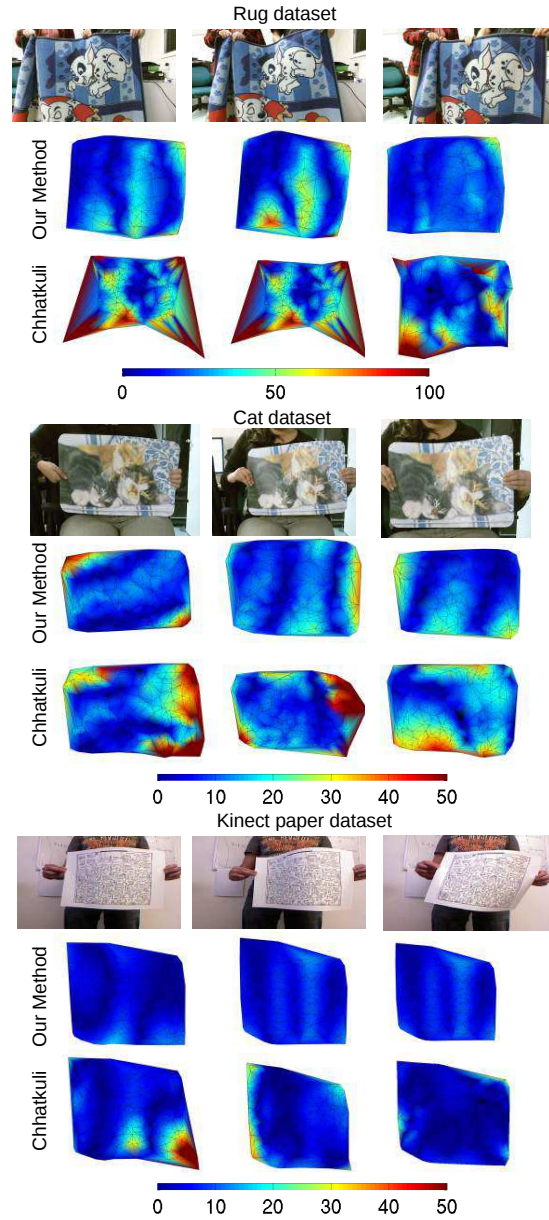 Rug dataset
Our Method
Chhatkuli
0 50 100
Cat dataset
Our Method
Chhatkuli
0 10 20 30 40 50
Kinect paper dataset
Our Method
Chhatkuli
0 10 20 30 40 50